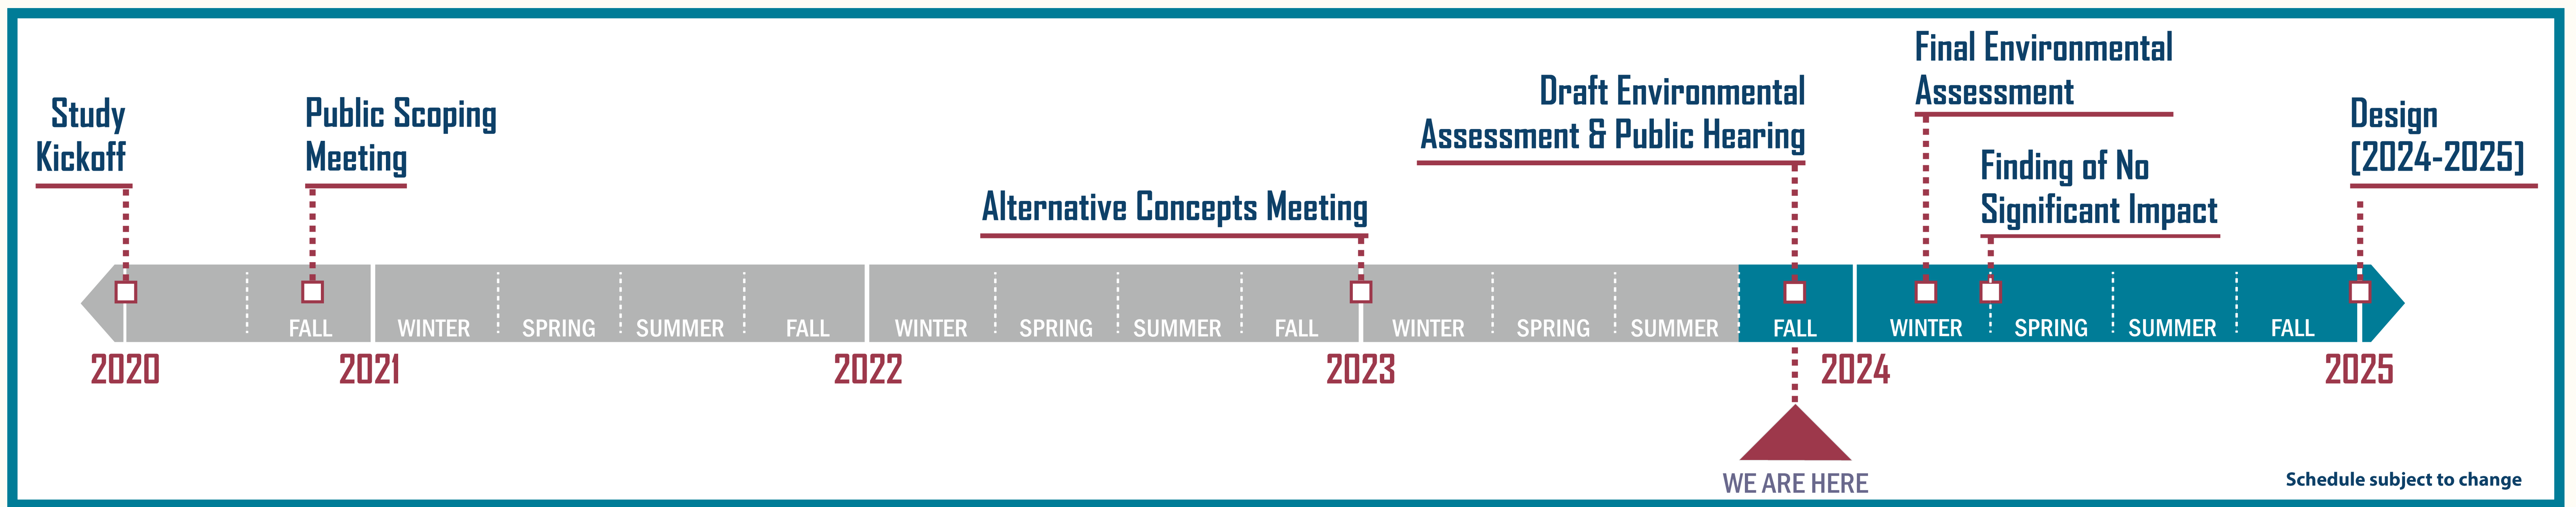 Study
Kickoff
Public Scoping
Meeting
Alternative Concepts Meeting
Draft Environmental
Assessment & Public Hearing
Final Environmental
Assessment
Finding of No
Significant Impact
Design
(2024-2025)
FALL WINTER SPRING SUMMER FALL WINTER SPRING SUMMER FALL WINTER SPRING SUMMER FALL WINTER SPRING SUMMER FALL
2020 2021 2022 2023 2024 2025
WE ARE HERE
Schedule subject to change